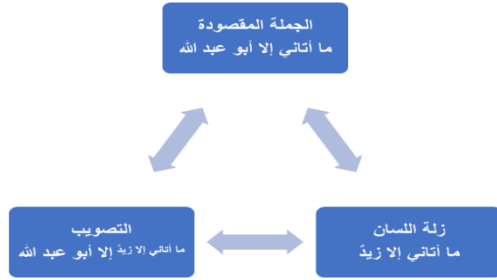 الجملة المقصودة
ما أتاني إلا أبو عبد الله
زلة اللسان
ما أتاني إلا زيدٌ
التصويب
ما أتاني إلا زيدٌ إلا أبو عبد الله